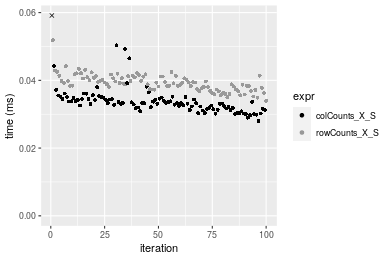 0.06
0.04
0.02
0.00
time (ms)
0
25
50
75
100
iteration
expr
colCounts_X_S
rowCounts_X_S